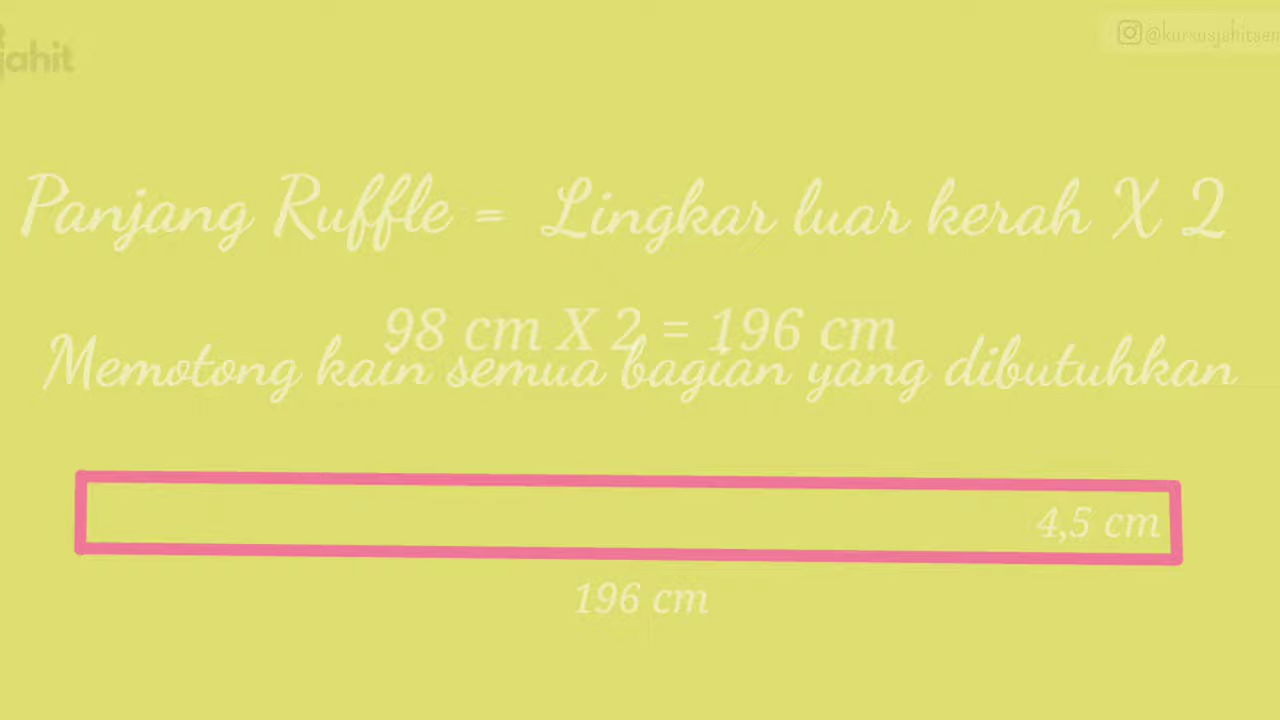 jahit
Panjang Ruffle = Lingkar luar kerah X 2
98 cm X 2 = 196 cm
Memotong kain semua bagian yang dibutuhkan
4,5 cm
196 cm